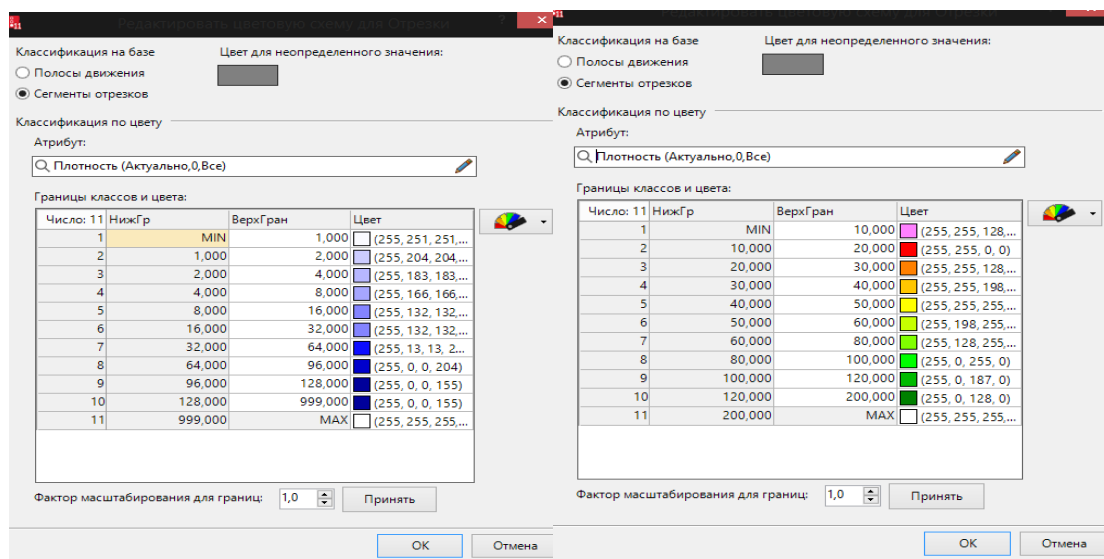 Редактировать цветовую схему для Отрезки
Классификация на базе Цвет для неопределенного значения:
Полосы движения
Сегменты отрезков
Классификация по цвету
Атрибут:
Плотность (Актуально,0,Все)
Границы классов и цвета:
Число: 11 НижГр ВерхГран Цвет
1 MIN 1,000 (255, 251, 251,...
2 1,000 2,000 (255, 204, 204,...
3 2,000 4,000 (255, 183, 183,...
4 4,000 8,000 (255, 166, 166,...
5 8,000 16,000 (255, 132, 132,...
6 16,000 32,000 (255, 132, 132,...
7 32,000 64,000 (255, 13, 13, 2...
8 64,000 96,000 (255, 0, 0, 204)
9 96,000 128,000 (255, 0, 0, 155)
10 128,000 999,000 (255, 0, 0, 155)
11 999,000 MAX (255, 255, 255,...
Фактор масштабирования для границ: 1,0 Принять
OK Отмена
Классификация на базе Цвет для неопределенного значения:
Полосы движения
Сегменты отрезков
Классификация по цвету
Атрибут:
Плотность (Актуально,0,Все)
Границы классов и цвета:
Число: 11 НижГр ВерхГран Цвет
1 MIN 10,000 (255, 255, 128,...
2 10,000 20,000 (255, 255, 0, 0)
3 20,000 30,000 (255, 255, 128,...
4 30,000 40,000 (255, 255, 198,...
5 40,000 50,000 (255, 255, 255,...
6 50,000 60,000 (255, 198, 255,...
7 60,000 80,000 (255, 128, 255,...
8 80,000 100,000 (255, 0, 255, 0)
9 100,000 120,000 (255, 0, 187, 0)
10 120,000 200,000 (255, 0, 128, 0)
11 200,000 MAX (255, 255, 255,...
Фактор масштабирования для границ: 1,0 Принять
OK Отмена